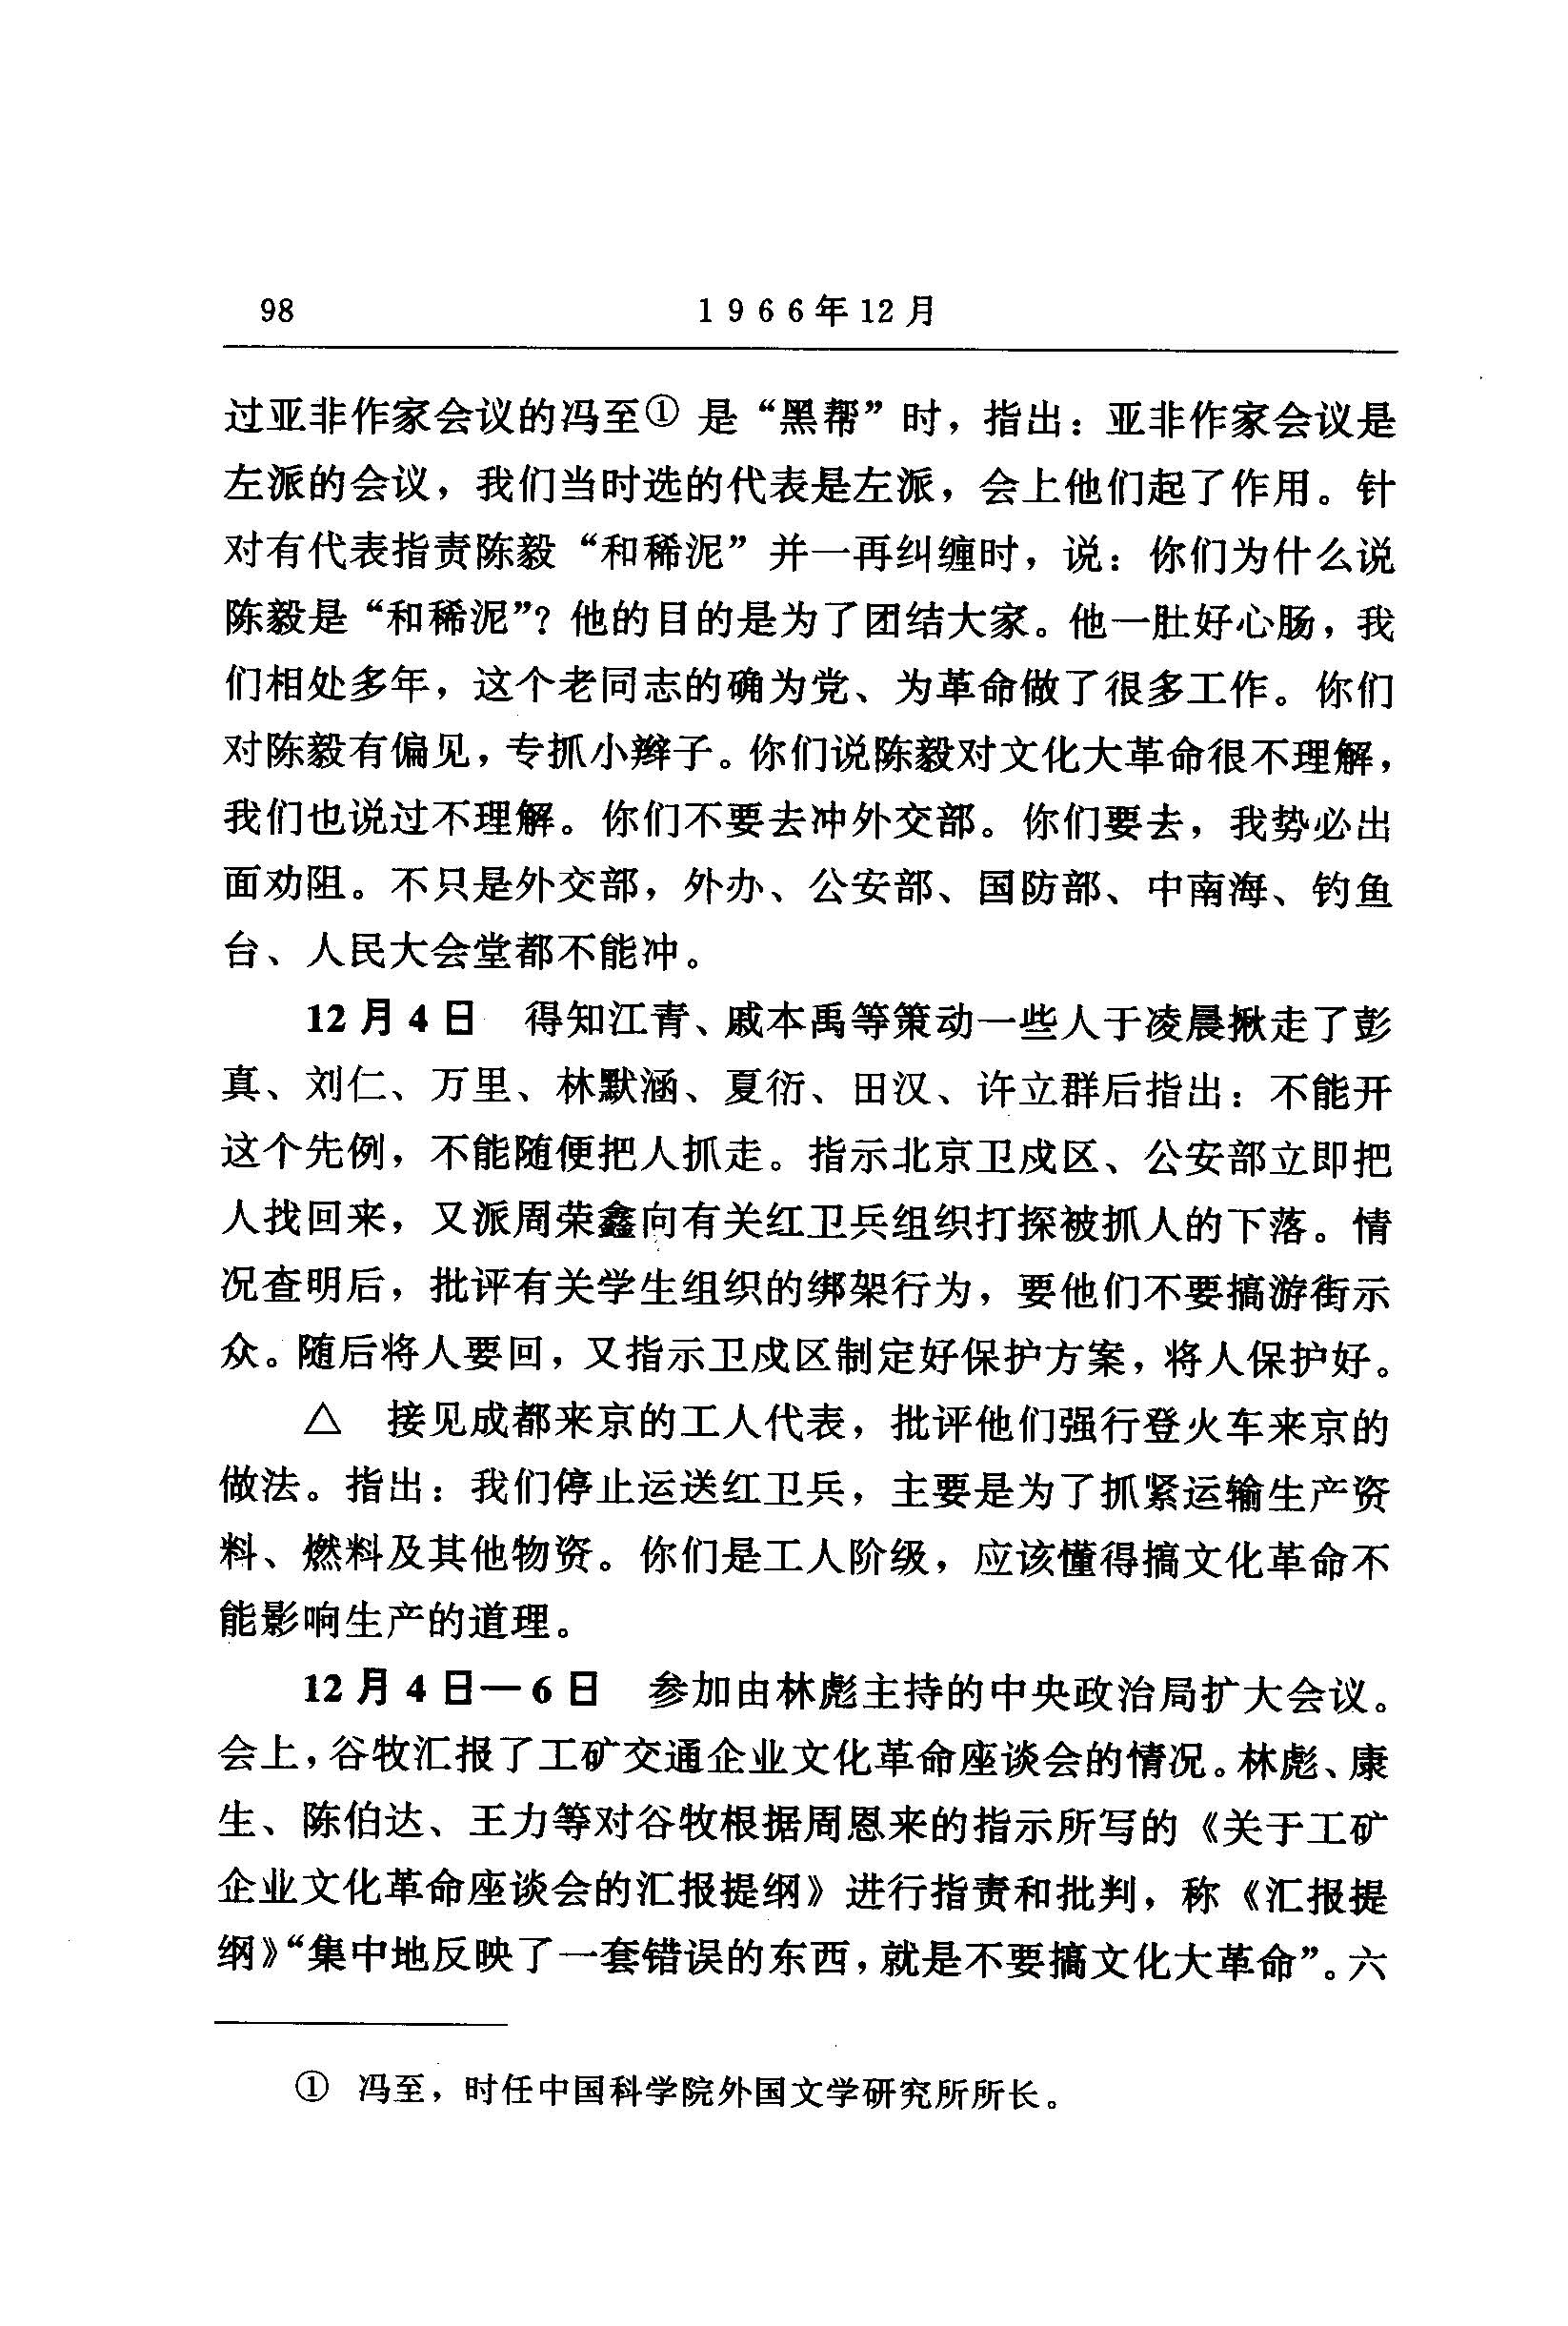 98 1966年12月
过亚非作家会议的冯至①是“黑帮”时，指出：亚非作家会议是
左派的会议，我们当时选的代表是左派，会上他们起了作用。针
对有代表指责陈毅“和稀泥”并一再纠缠时，说：你们为什么说
陈毅是“和稀泥”？他的目的是为了团结大家。他一肚好心肠，我
们相处多年，这个老同志的确为党、为革命做了很多工作。你们
对陈毅有偏见，专抓小辫子。你们说陈毅对文化大革命很不理解，
我们也说过不理解。你们不要去冲外交部。你们要去，我势必出
面劝阻。不只是外交部，外办、公安部、国防部、中南海、钓鱼
台、人民大会堂都不能冲。
12月4日 得知江青、戚本禹等策动一些人于凌晨揪走了彭
真、刘仁、万里、林默涵、夏衍、田汉、许立群后指出：不能开
这个先例，不能随便把人抓走。指示北京卫戍区、公安部立即把
人找回来，又派周荣鑫向有关红卫兵组织打探被抓人的下落。情
况查明后，批评有关学生组织的绑架行为，要他们不要搞游街示
众。随后将人要回，又指示卫戍区制定好保护方案，将人保护好。
△ 接见成都来京的工人代表，批评他们强行登火车来京的
做法。指出：我们停止运送红卫兵，主要是为了抓紧运输生产资
料、燃料及其他物资。你们是工人阶级，应该懂得搞文化革命不
能影响生产的道理。
12月4日—6日 参加由林彪主持的中央政治局扩大会议。
会上，谷牧汇报了工矿交通企业文化革命座谈会的情况。林彪、康
生、陈伯达、王力等对谷牧根据周恩来的指示所写的《关于工矿
企业文化革命座谈会的汇报提纲》进行指责和批判，称《汇报提
纲》“集中地反映了一套错误的东西，就是不要搞文化大革命”。六
① 冯至，时任中国科学院外国文学研究所所长。